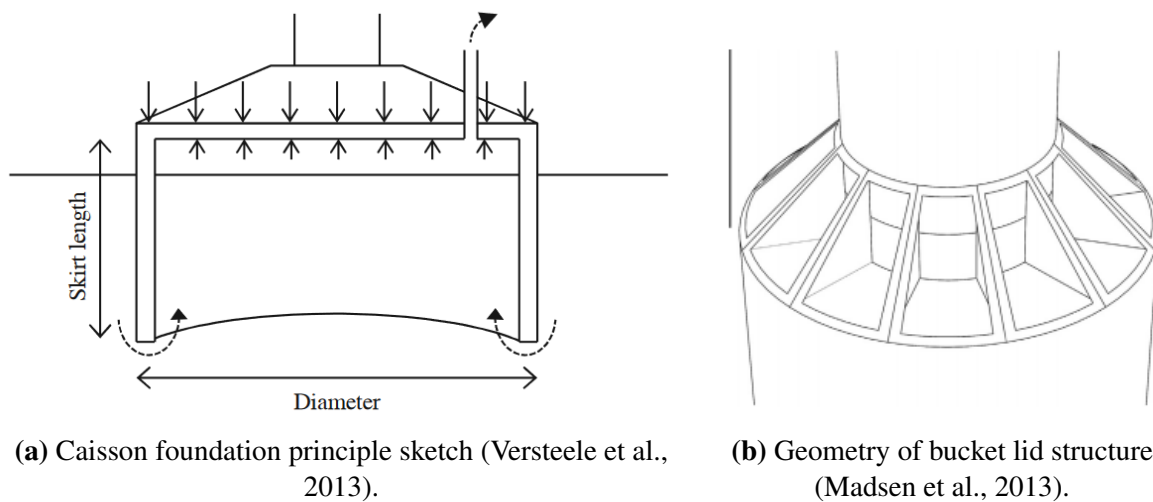 Skirt length
Diameter
(a) Caisson foundation principle sketch (Versteele et al.,
2013).
(b) Geometry of bucket lid structure
(Madsen et al., 2013).